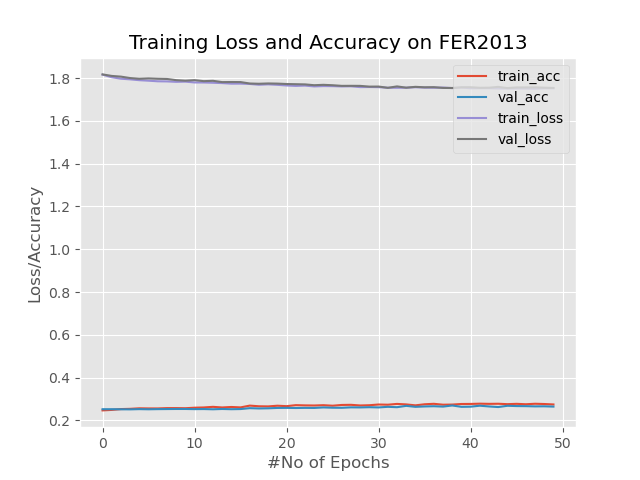 Training Loss and Accuracy on FER2013
train_acc
val_acc
train_loss
val_loss
Loss/Accuracy
1.8
1.6
1.4
1.2
1.0
0.8
0.6
0.4
0.2
0 10 20 30 40 50
#No of Epochs